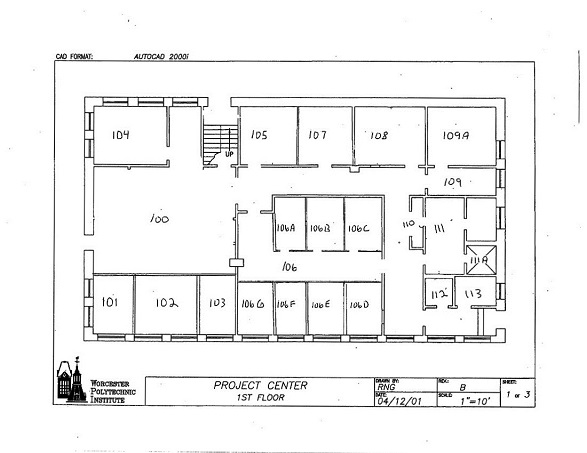 CAD FORMAT: AUTOCAD 2000i
104
105
107
108
109A
UP
109
100
106A
106B
106C
110
111
111A
106
101
102
103
106G
106F
106E
106D
112
113
WORCESTER
POLYTECHNIC
INSTITUTE
PROJECT CENTER
1ST FLOOR
DRAWN BY:
RNG
DATE:
04/12/01
REV.:
B
SCALE:
1"=10'
SHEET:
1 OF 3